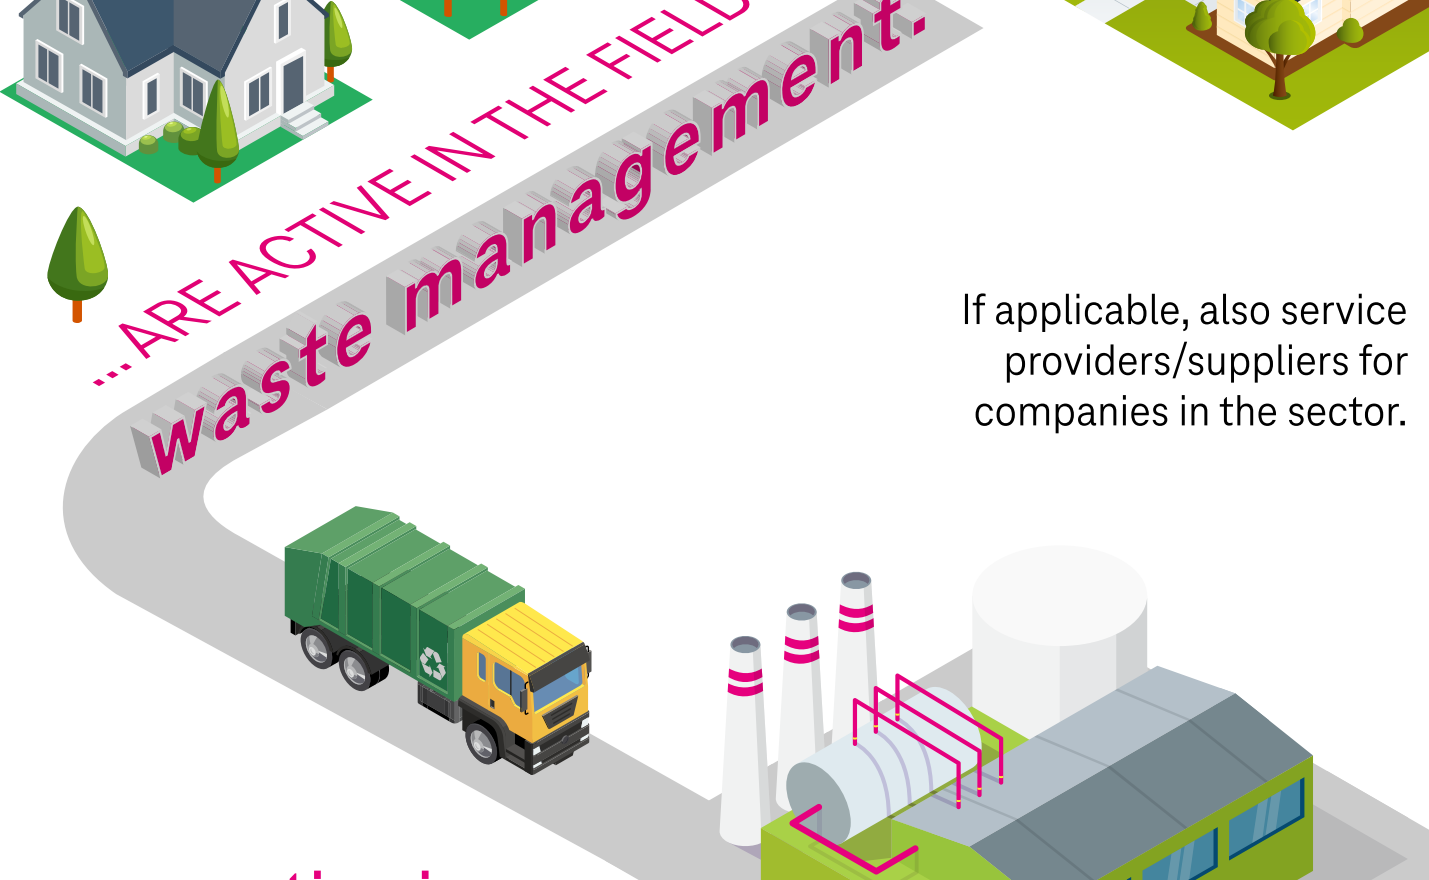 ...ARE ACTIVE IN THE FIELD
waste management.
If applicable, also service
providers/suppliers for
companies in the sector.